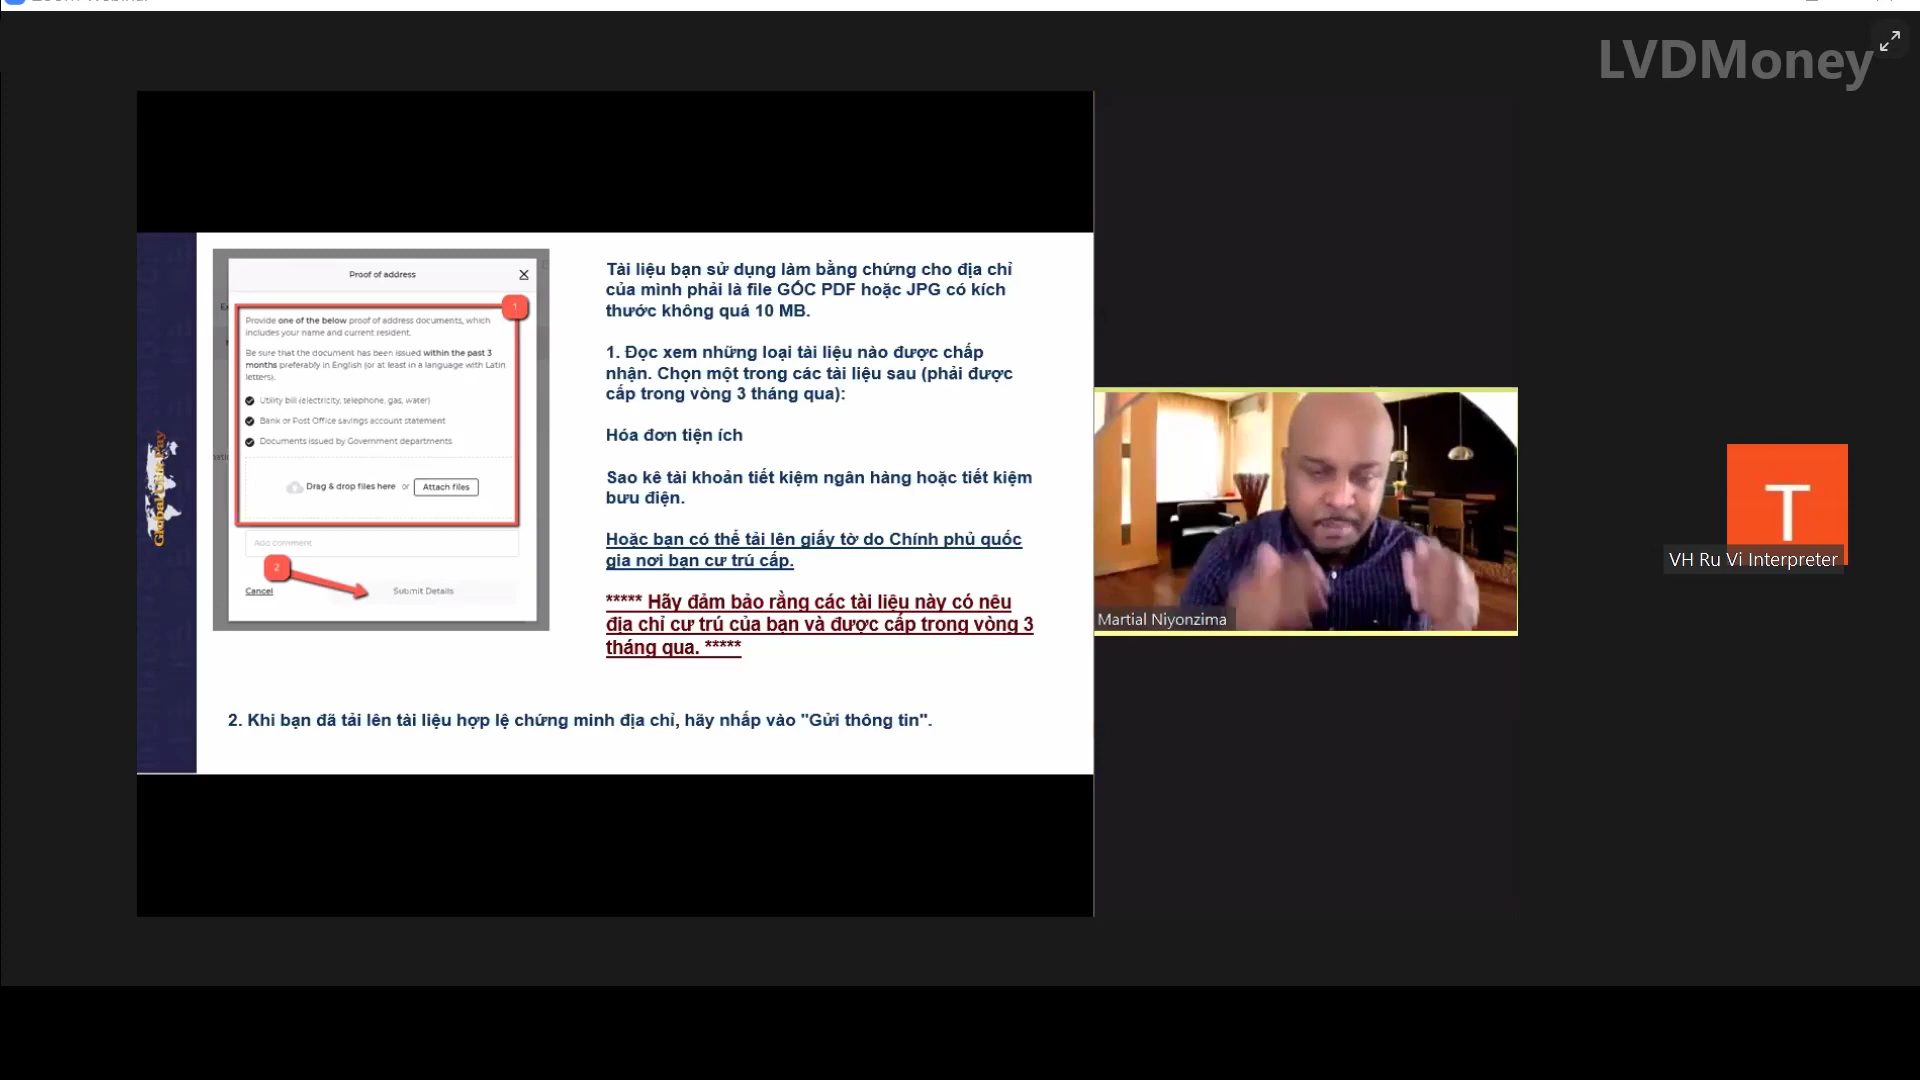 LVDMoney
Proof of address
1
Provide one of the below proof of address documents, which
includes your name and current resident.
Be sure that the document has been issued within the past 3
months preferably in English (or at least in a language with Latin
letters).
Utility bill (electricity, telephone, gas, water)
Bank or Post Office savings account statement
Documents issued by Government departments
Drag & drop files here or Attach files
Add comment
2
Cancel
Submit Details
Tài liệu bạn sử dụng làm bằng chứng cho địa chỉ
của mình phải là file GỐC PDF hoặc JPG có kích
thước không quá 10 MB.
1. Đọc xem những loại tài liệu nào được chấp
nhận. Chọn một trong các tài liệu sau (phải được
cấp trong vòng 3 tháng qua):
Hóa đơn tiện ích
Sao kê tài khoản tiết kiệm ngân hàng hoặc tiết kiệm
bưu điện.
Hoặc bạn có thể tải lên giấy tờ do Chính phủ quốc
gia nơi bạn cư trú cấp.
***** Hãy đảm bảo rằng các tài liệu này có nêu
địa chỉ cư trú của bạn và được cấp trong vòng 3
tháng qua. *****
2. Khi bạn đã tải lên tài liệu hợp lệ chứng minh địa chỉ, hãy nhấp vào "Gửi thông tin".
Martial Niyonzima
T
VH Ru Vi Interpreter